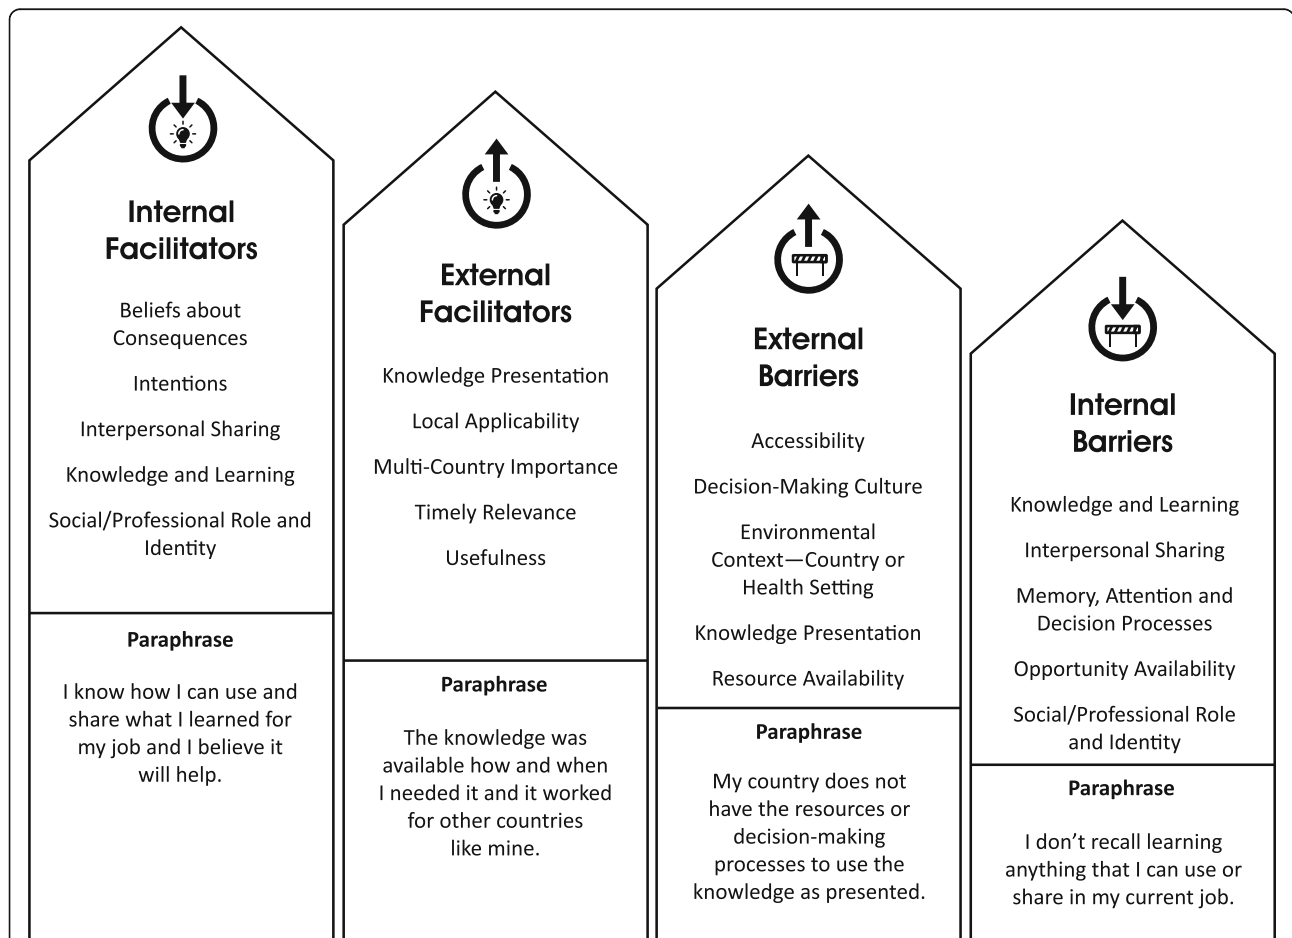 Internal
Facilitators
Beliefs about
Consequences
Intentions
Interpersonal Sharing
Knowledge and Learning
Social/Professional Role and
Identity
Paraphrase
I know how I can use and
share what I learned for
my job and I believe it
will help.
External
Facilitators
Knowledge Presentation
Local Applicability
Multi-Country Importance
Timely Relevance
Usefulness
Paraphrase
The knowledge was
available how and when
I needed it and it worked
for other countries
like mine.
External
Barriers
Accessibility
Decision-Making Culture
Environmental
Context—Country or
Health Setting
Knowledge Presentation
Resource Availability
Paraphrase
My country does not
have the resources or
decision-making
processes to use the
knowledge as presented.
Internal
Barriers
Knowledge and Learning
Interpersonal Sharing
Memory, Attention and
Decision Processes
Opportunity Availability
Social/Professional Role
and Identity
Paraphrase
I don’t recall learning
anything that I can use or
share in my current job.